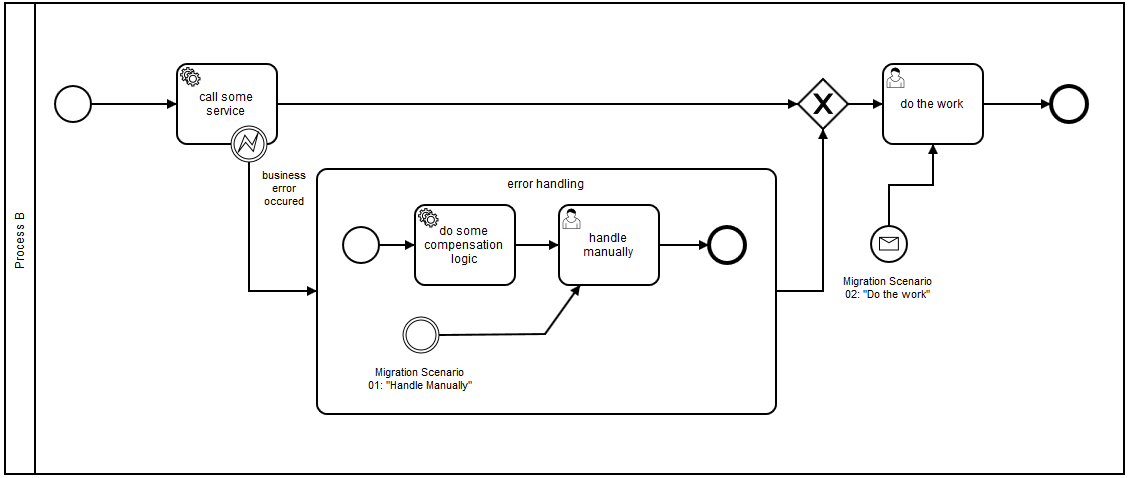 Process B
call some
service
business
error
occured
error handling
do some
compensation
logic
handle
manually
Migration Scenario
01: "Handle Manually"
X
do the work
Migration Scenario
02: "Do the work"